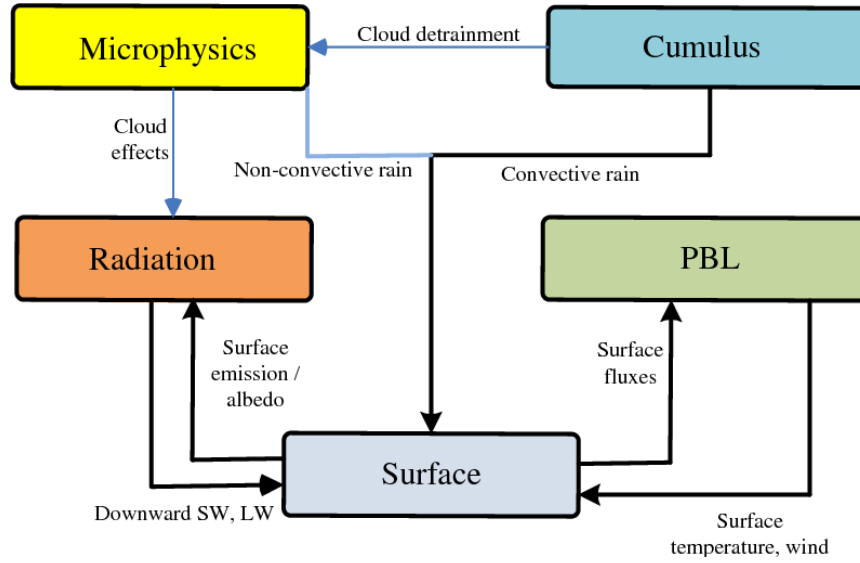 Microphysics
Cloud detrainment
Cumulus
Cloud
effects
Non-convective rain
Convective rain
Radiation
PBL
Surface
emission /
albedo
Surface
fluxes
Surface
Downward SW, LW
Surface
temperature, wind